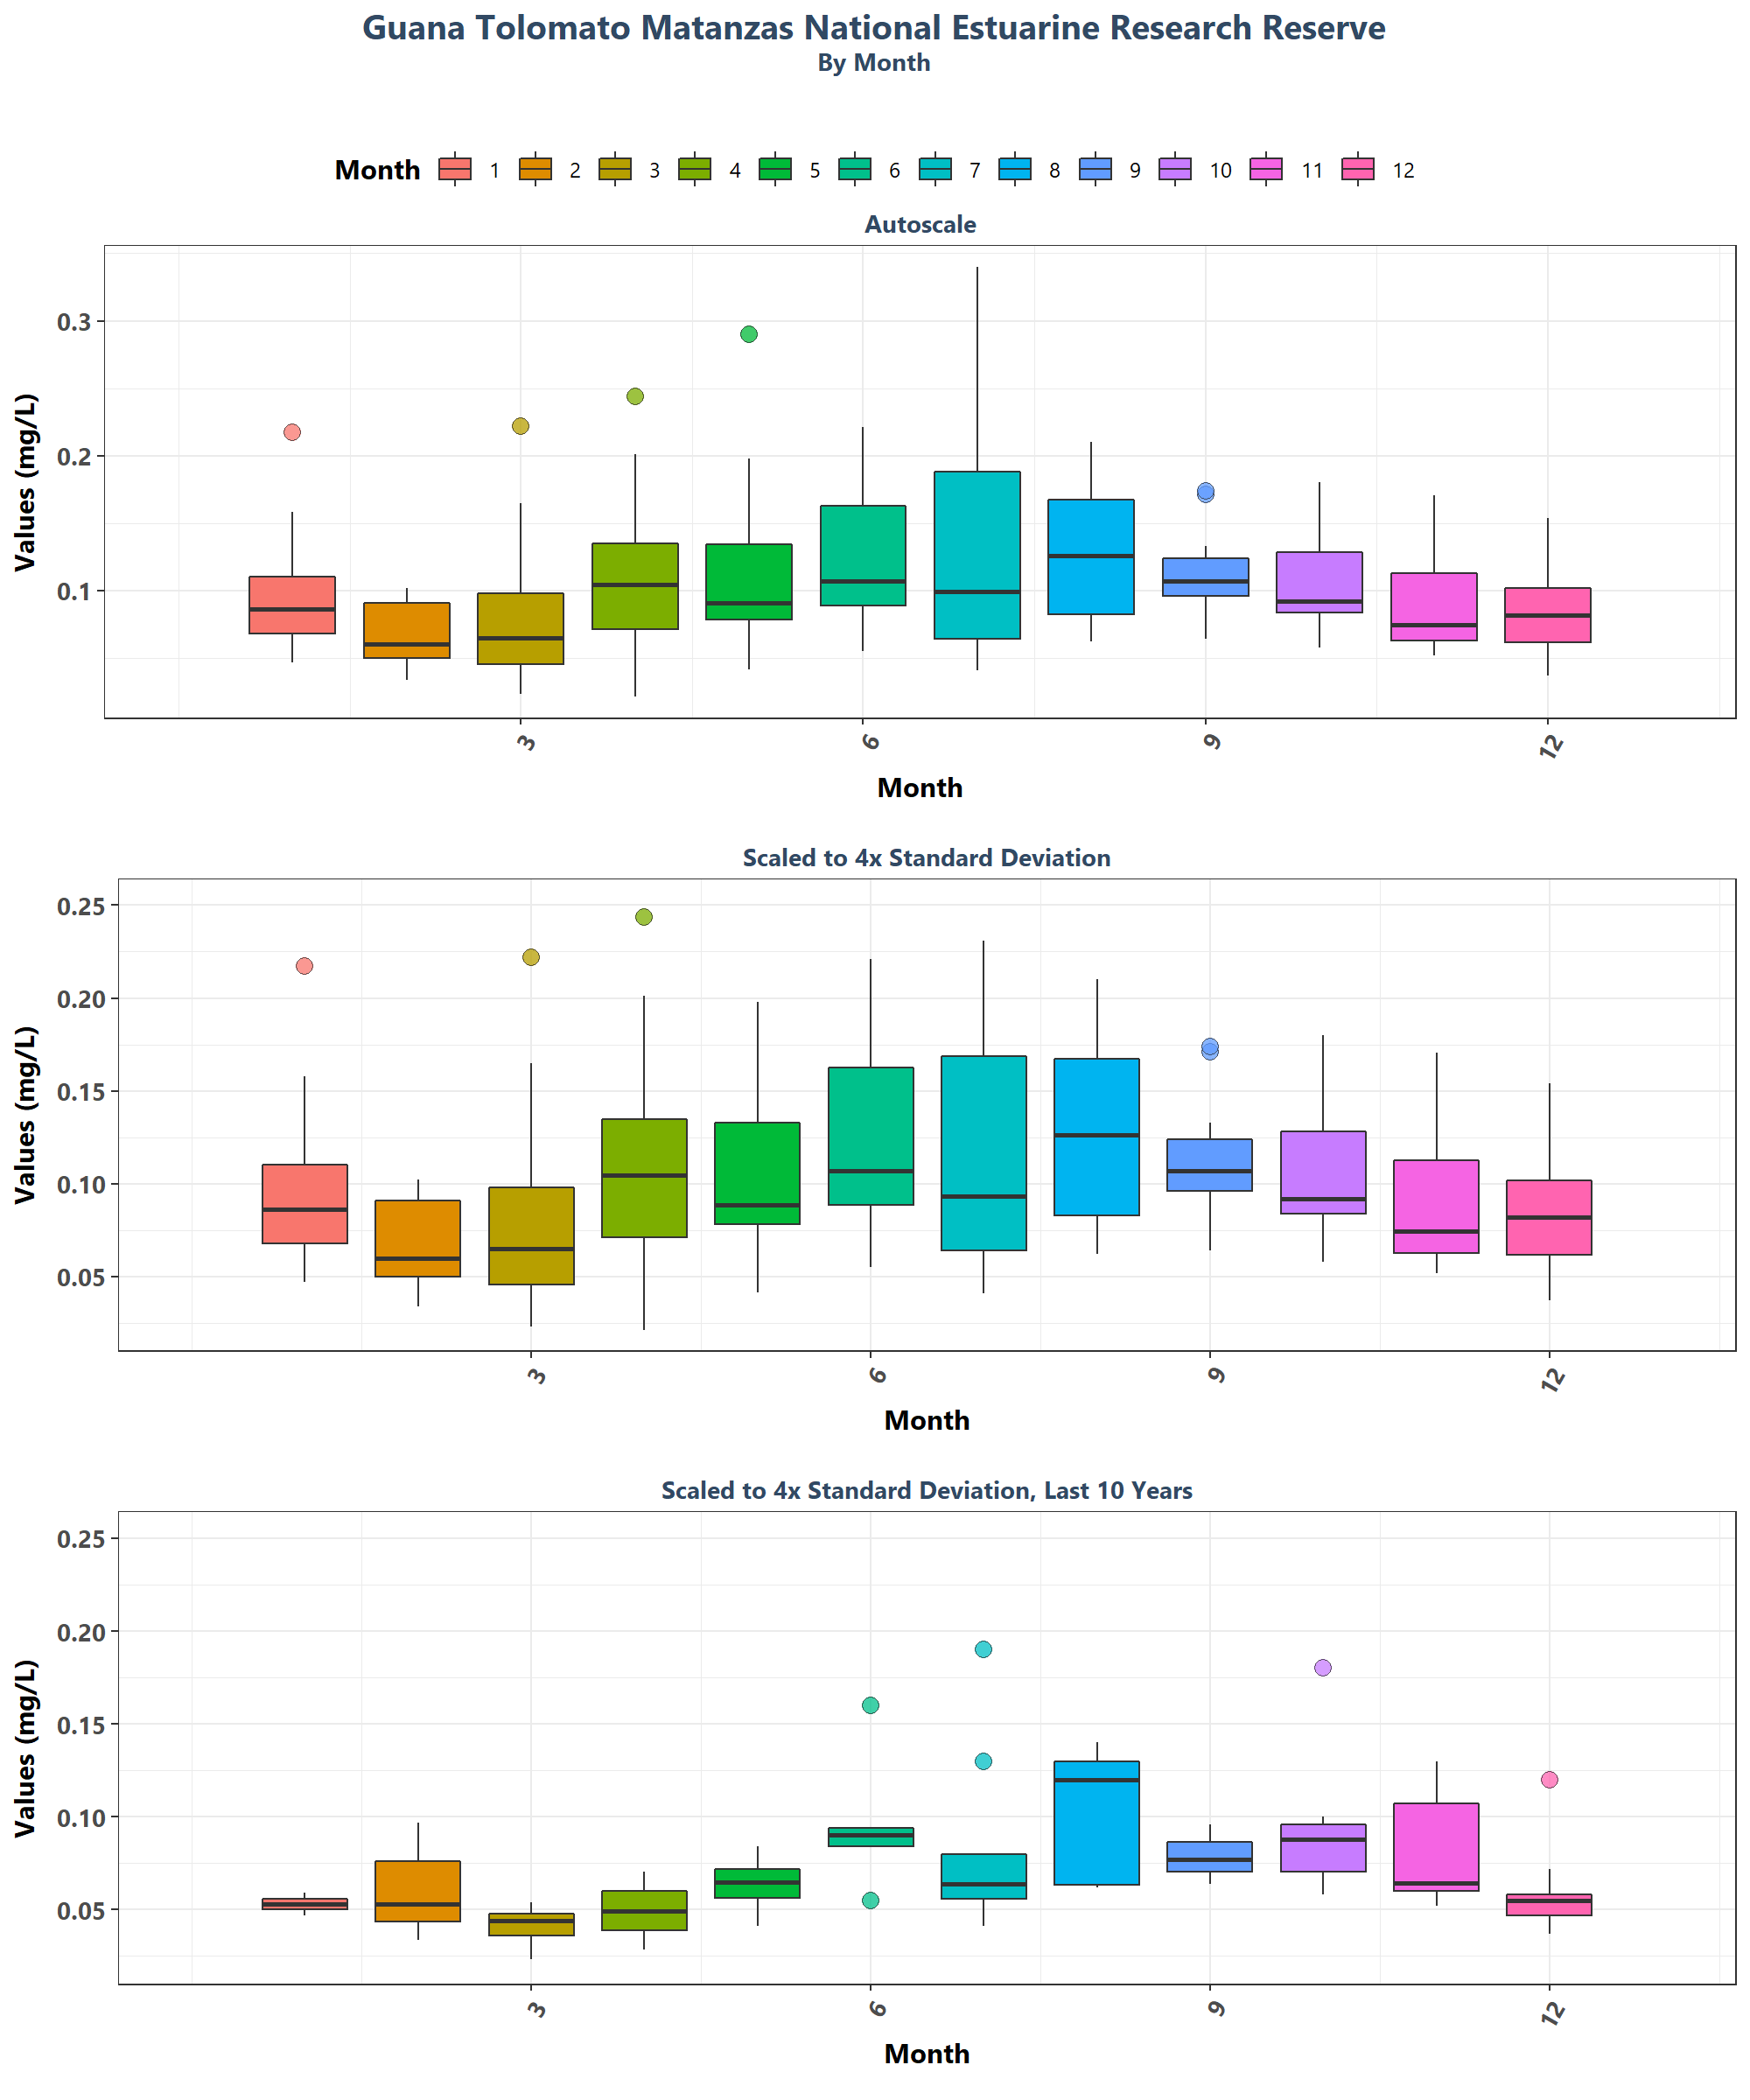 Guana Tolomato Matanzas National Estuarine Research Reserve
By Month
Month 1 2 3 4 5 6 7 8 9 10 11 12
Autoscale
Values (mg/L)
0.3
0.2
0.1
3 6 9 12
Month
Scaled to 4x Standard Deviation
Values (mg/L)
0.25
0.20
0.15
0.10
0.05
3 6 9 12
Month
Scaled to 4x Standard Deviation, Last 10 Years
Values (mg/L)
0.25
0.20
0.15
0.10
0.05
3 6 9 12
Month